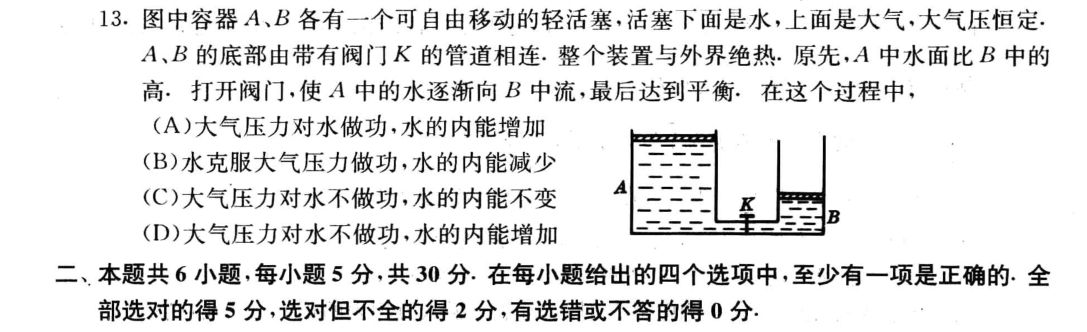 13. 图中容器 A、B 各有一个可自由移动的轻活塞,活塞下面是水,上面是大气,大气压恒定.
A、B 的底部由带有阀门 K 的管道相连. 整个装置与外界绝热. 原先,A 中水面比 B 中的
高. 打开阀门,使 A 中的水逐渐向 B 中流,最后达到平衡. 在这个过程中,
(A)大气压力对水做功,水的内能增加
(B)水克服大气压力做功,水的内能减少
(C)大气压力对水不做功,水的内能不变
(D)大气压力对水不做功,水的内能增加
A
K
B
二、本题共 6 小题,每小题 5 分,共 30 分. 在每小题给出的四个选项中,至少有一项是正确的. 全
部选对的得 5 分,选对但不全的得 2 分,有选错或不答的得 0 分.